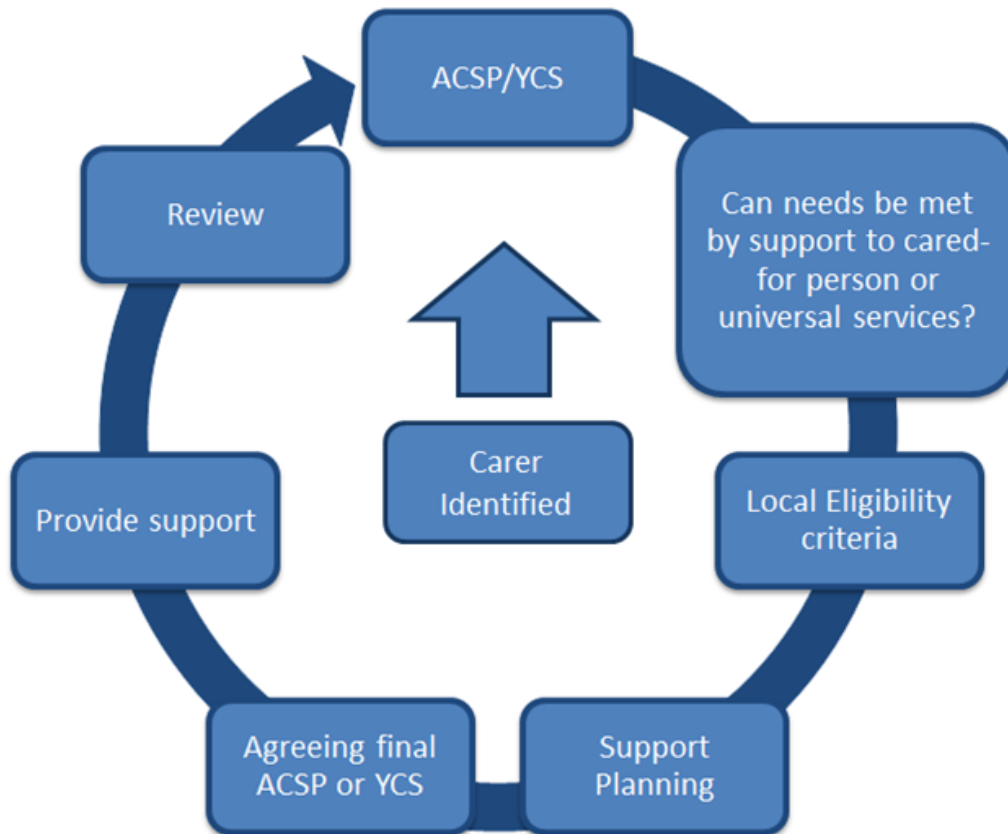 ACSP/YCS
Can needs be met
by support to cared-
for person or
universal services?
Local Eligibility
criteria
Support
Planning
Agreeing final
ACSP or YCS
Provide support
Review
Carer
Identified